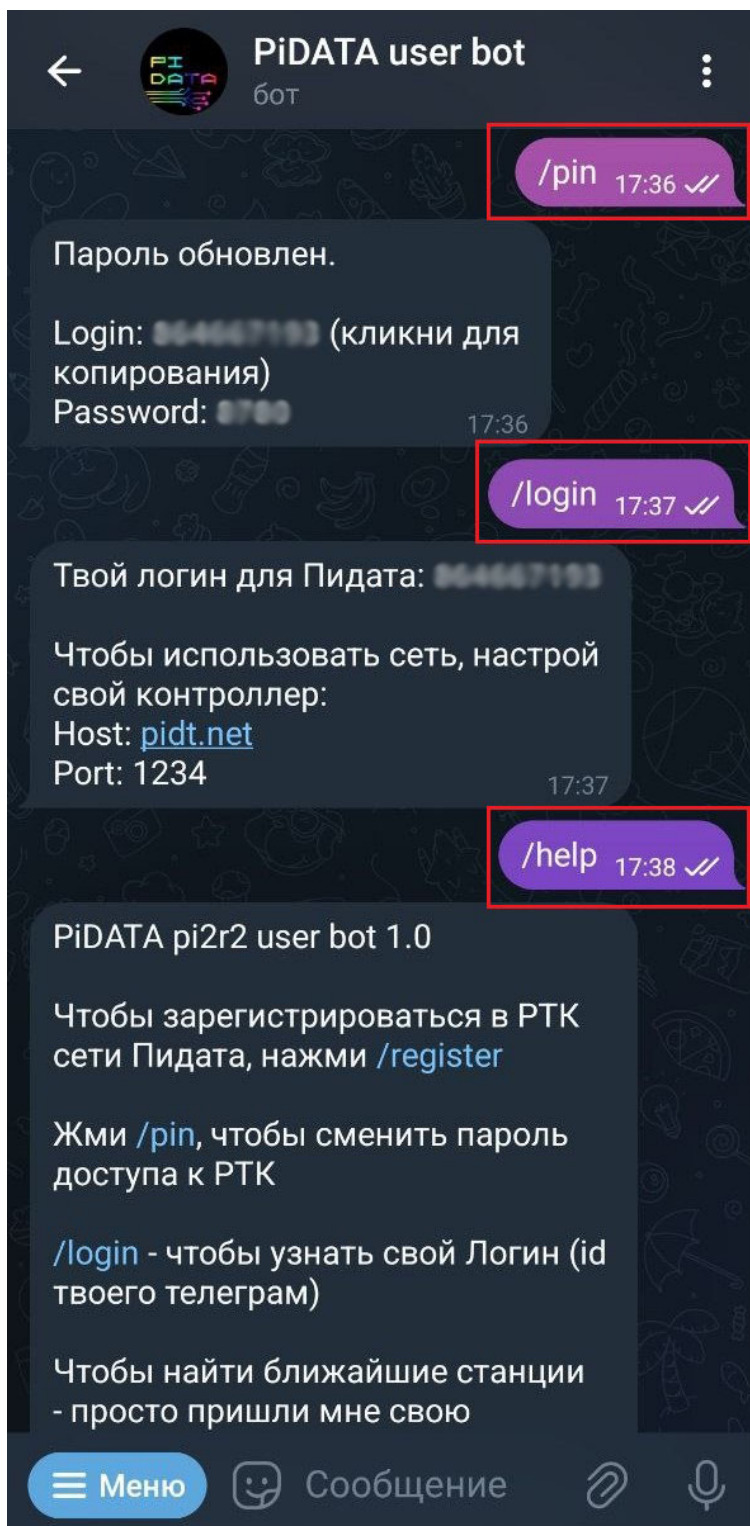 PiDATA user bot
PI
DATA
бот
/pin 17:36
Пароль обновлен.
Login: (кликни для
копирования)
Password:
17:36
/login 17:37
Твой логин для Пидата:
Чтобы использовать сеть, настрой
свой контроллер:
Host: pidt.net
Port: 1234
17:37
/help 17:38
PiDATA pi2r2 user bot 1.0
Чтобы зарегистрироваться в РТК
сети Пидата, нажми /register
Жми /pin, чтобы сменить пароль
доступа к РТК
/login - чтобы узнать свой Логин (id
твоего телеграм)
Чтобы найти ближайшие станции
- просто пришли мне свою
Меню
Сообщение